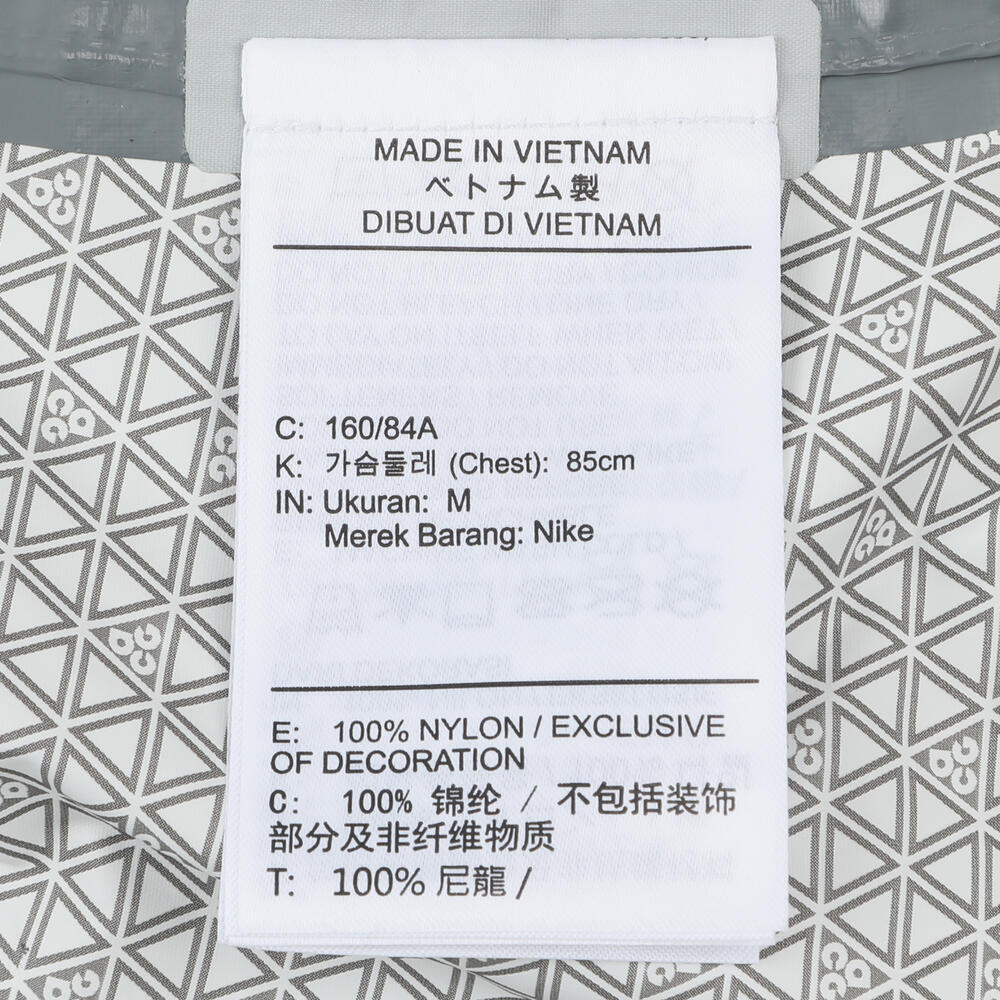 MADE IN VIETNAM
ベトナム製
DIBUAT DI VIETNAM
C: 160/84A
K: 가슴둘레 (Chest): 85cm
IN: Ukuran: M
Merek Barang: Nike
E: 100% NYLON / EXCLUSIVE
OF DECORATION
C: 100% 锦纶 / 不包括装饰
部分及非纤维物质
T: 100% 尼龍 /